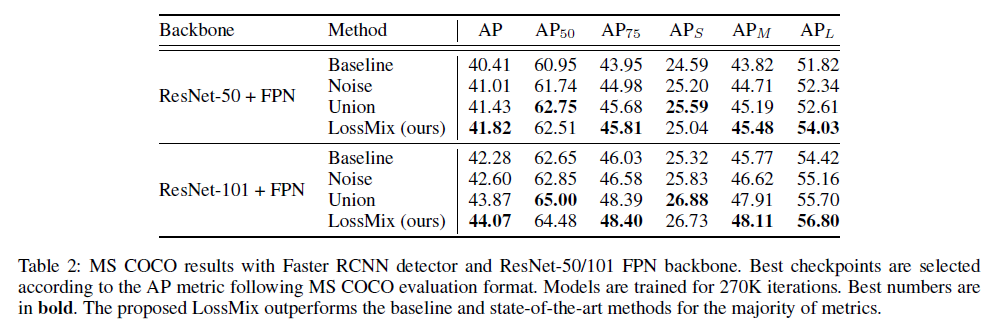 Backbone Method AP AP50 AP75 APS APM APL
Baseline 40.41 60.95 43.95 24.59 43.82 51.82
Noise 41.01 61.74 44.98 25.20 44.71 52.34
ResNet-50 + FPN
Union 41.43 62.75 45.68 25.59 45.19 52.61
LossMix (ours) 41.82 62.51 45.81 25.04 45.48 54.03
Baseline 42.28 62.65 46.03 25.32 45.77 54.42
Noise 42.60 62.85 46.58 25.83 46.62 55.16
ResNet-101 + FPN
Union 43.87 65.00 48.39 26.88 47.91 55.70
LossMix (ours) 44.07 64.48 48.40 26.73 48.11 56.80
Table 2: MS COCO results with Faster RCNN detector and ResNet-50/101 FPN backbone. Best checkpoints are selected
according to the AP metric following MS COCO evaluation format. Models are trained for 270K iterations. Best numbers are
in bold. The proposed LossMix outperforms the baseline and state-of-the-art methods for the majority of metrics.